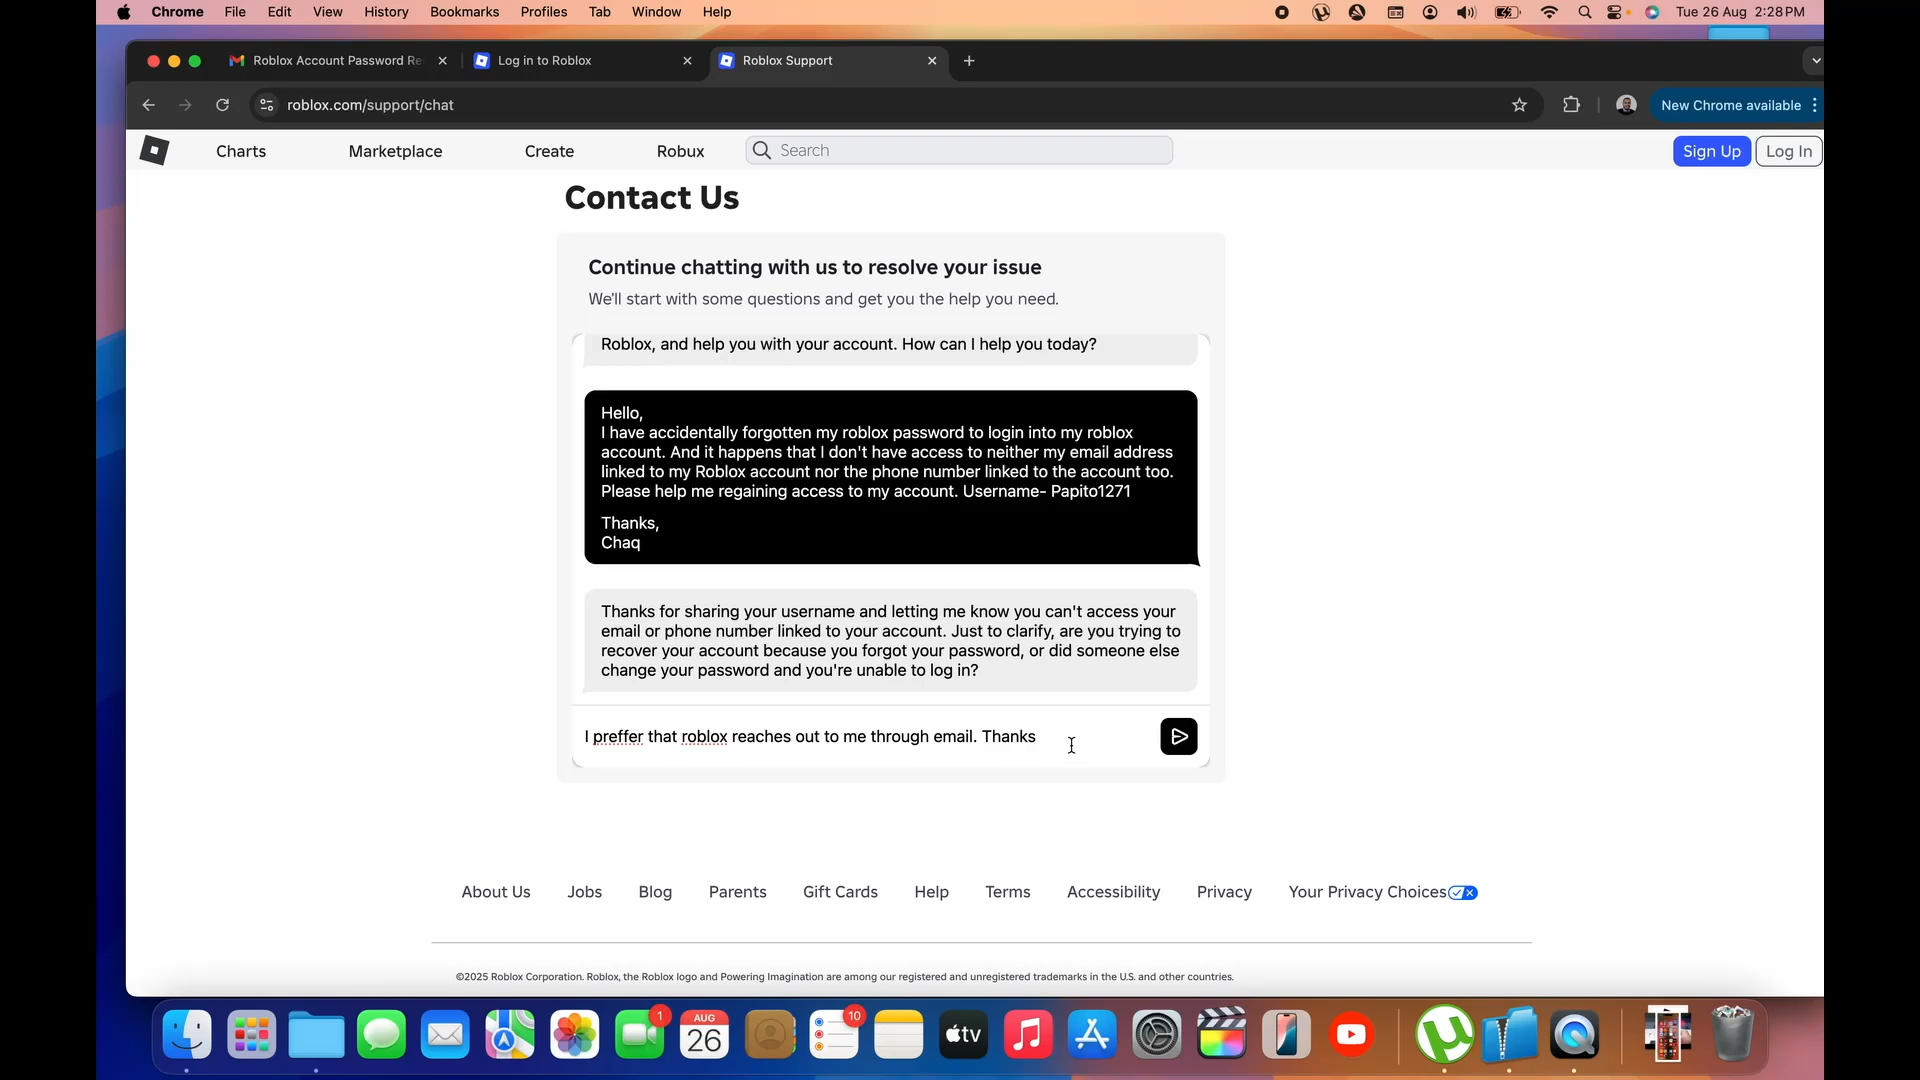 Chrome File Edit View History Bookmarks Profiles Tab Window Help Tue 26 Aug 2:28 PM
Roblox Account Password Re Log in to Roblox Roblox Support
roblox.com/support/chat New Chrome available
Charts Marketplace Create Robux Search Sign Up Log In
Contact Us
Continue chatting with us to resolve your issue
We'll start with some questions and get you the help you need.
Roblox, and help you with your account. How can I help you today?
Hello,
I have accidentally forgotten my roblox password to login into my roblox
account. And it happens that I don't have access to neither my email address
linked to my Roblox account nor the phone number linked to the account too.
Please help me regaining access to my account. Username- Papito1271
Thanks,
Chaq
Thanks for sharing your username and letting me know you can't access your
email or phone number linked to your account. Just to clarify, are you trying to
recover your account because you forgot your password, or did someone else
change your password and you're unable to log in?
I preffer that roblox reaches out to me through email. Thanks
About Us Jobs Blog Parents Gift Cards Help Terms Accessibility Privacy Your Privacy Choices
©2025 Roblox Corporation. Roblox, the Roblox logo and Powering Imagination are among our registered and unregistered trademarks in the U.S. and other countries.
1 AUG 26 10 tv